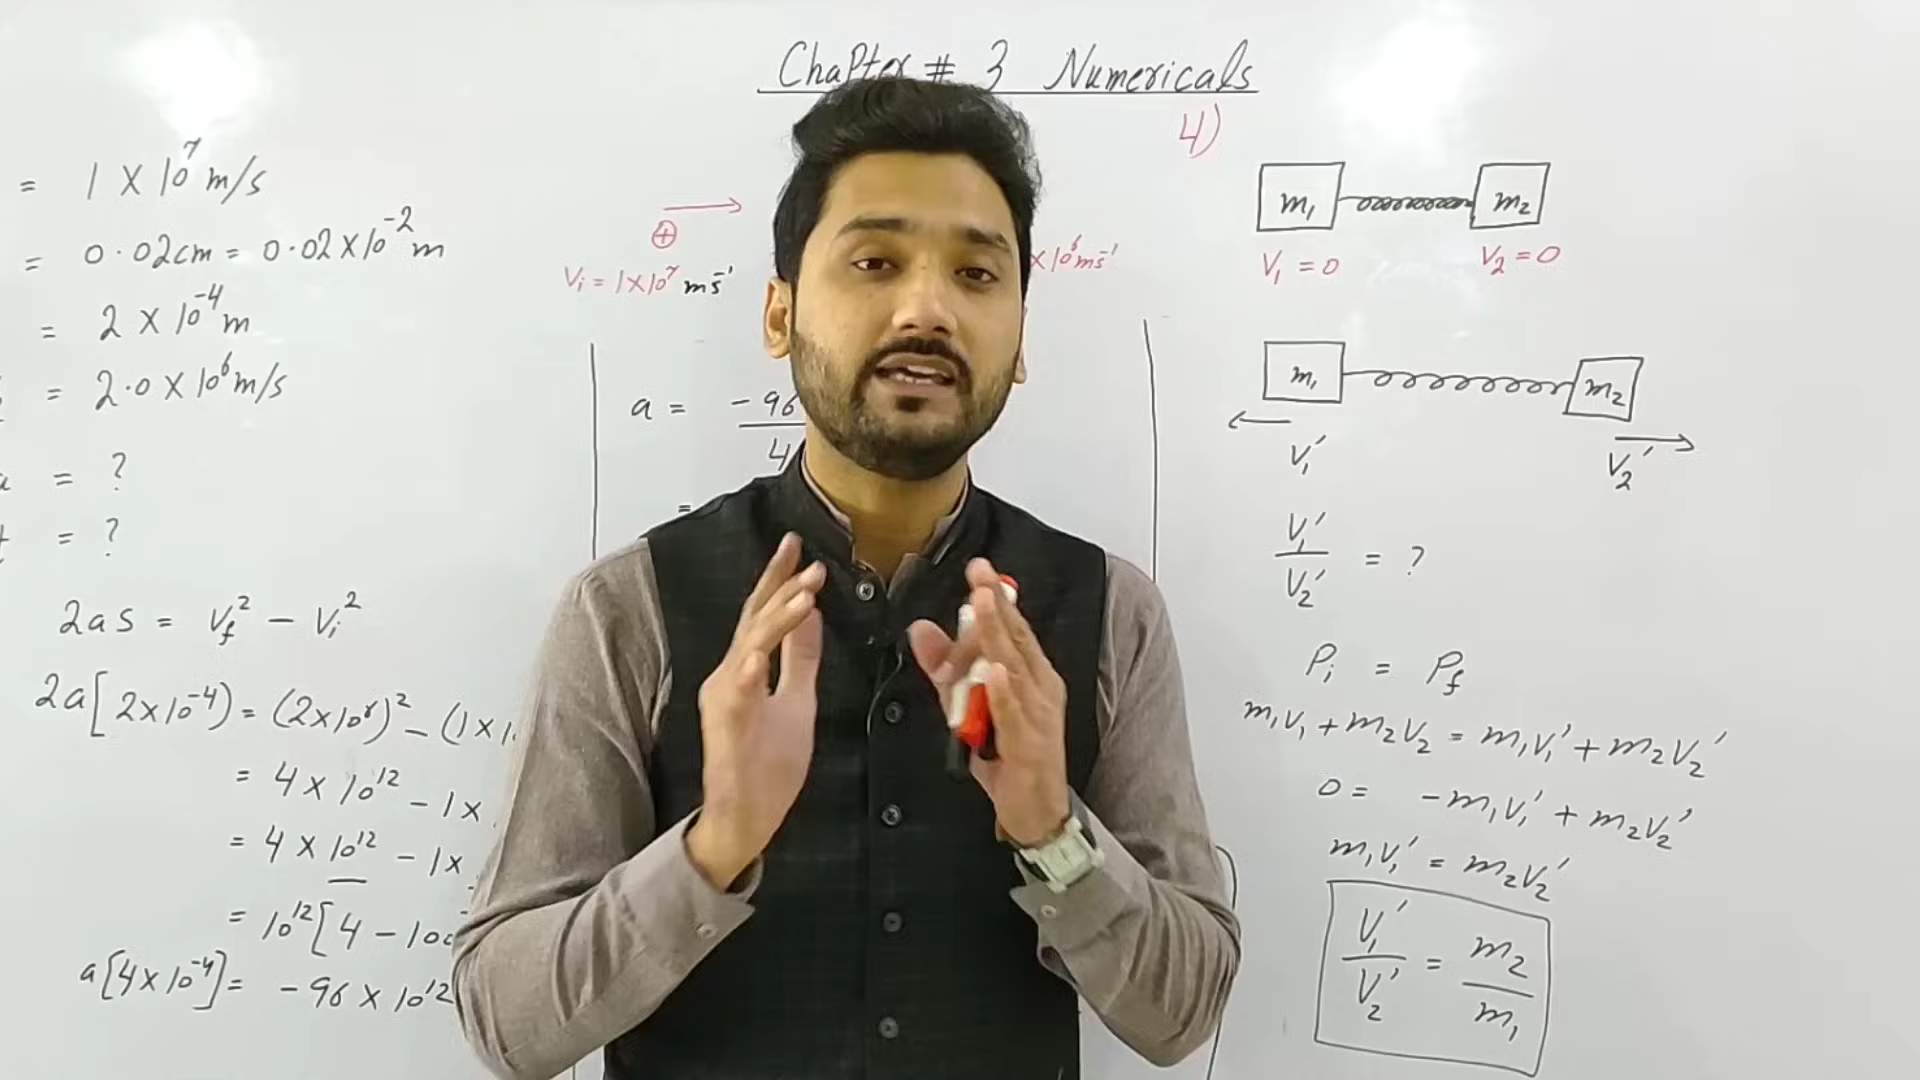 Chapter # 3 Numericals
= 1 × 10⁷ m/s
= 0.02cm = 0.02×10⁻² m
= 2 × 10⁻⁴ m
= 2.0 × 10⁶ m/s
= ?
t = ?
2aS = Vf² − Vi²
2a[2×10⁻⁴) = (2×10⁶)² − (1×1
= 4 × 10¹² − 1×
= 4 × 10¹² − 1×
= 10¹²[4 − 100
a[4×10⁻⁴] = −96 × 10¹²
⊕
Vi = 1×10⁷ ms⁻¹
×10⁶ ms⁻¹
a = −96
4
=
4)
m₁ m₂
V₁ = 0 V₂ = 0
m₁ m₂
V₁′ V₂′
V₁′/V₂′ = ?
Pi = Pf
m₁V₁ + m₂V₂ = m₁V₁′ + m₂V₂′
0 = −m₁V₁′ + m₂V₂′
m₁V₁′ = m₂V₂′
V₁′/V₂′ = m₂/m₁